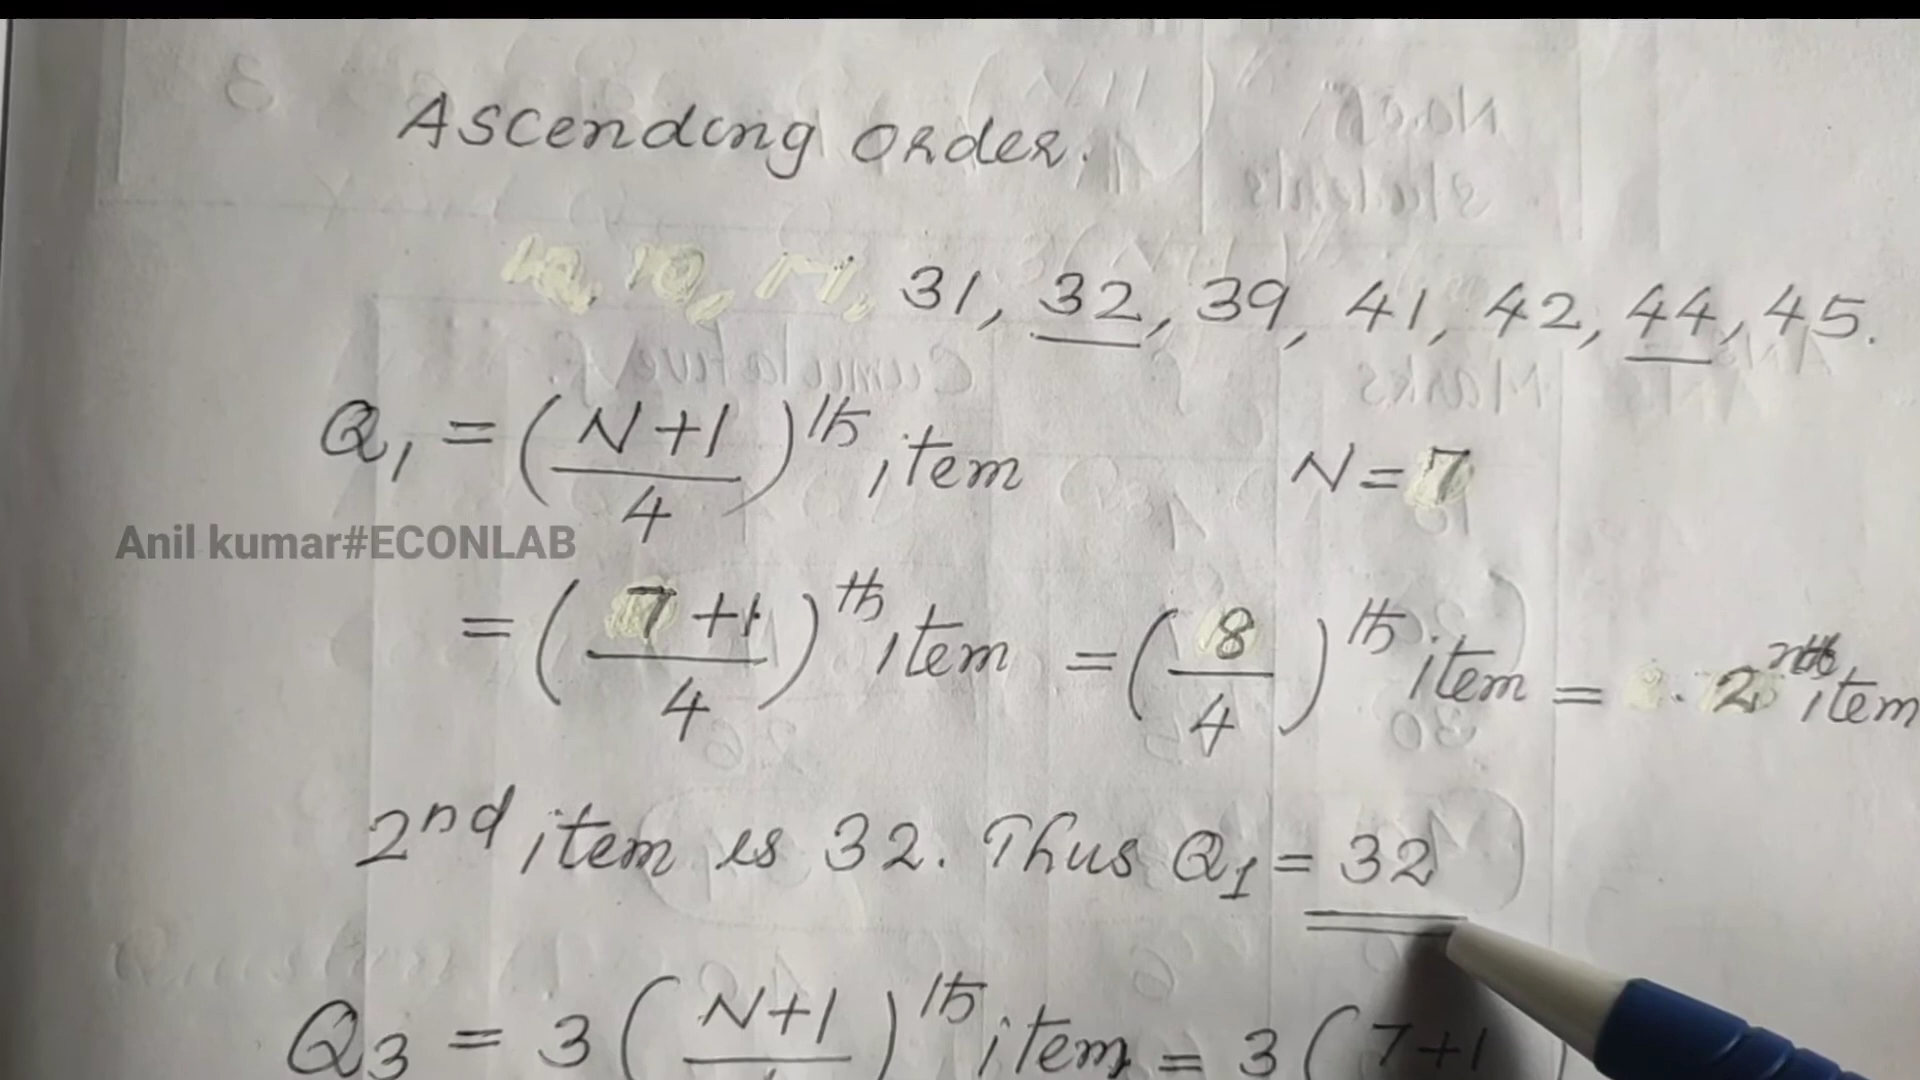 Ascending order.
31, 32, 39, 41, 42, 44, 45.
Q1 = (N+1/4)th item N = 7
Anil kumar#ECONLAB
= (7+1/4)th item = (8/4)th item = 2nd item
2nd item is 32. Thus Q1 = 32
Q3 = 3(N+1/4)th item = 3(7+1